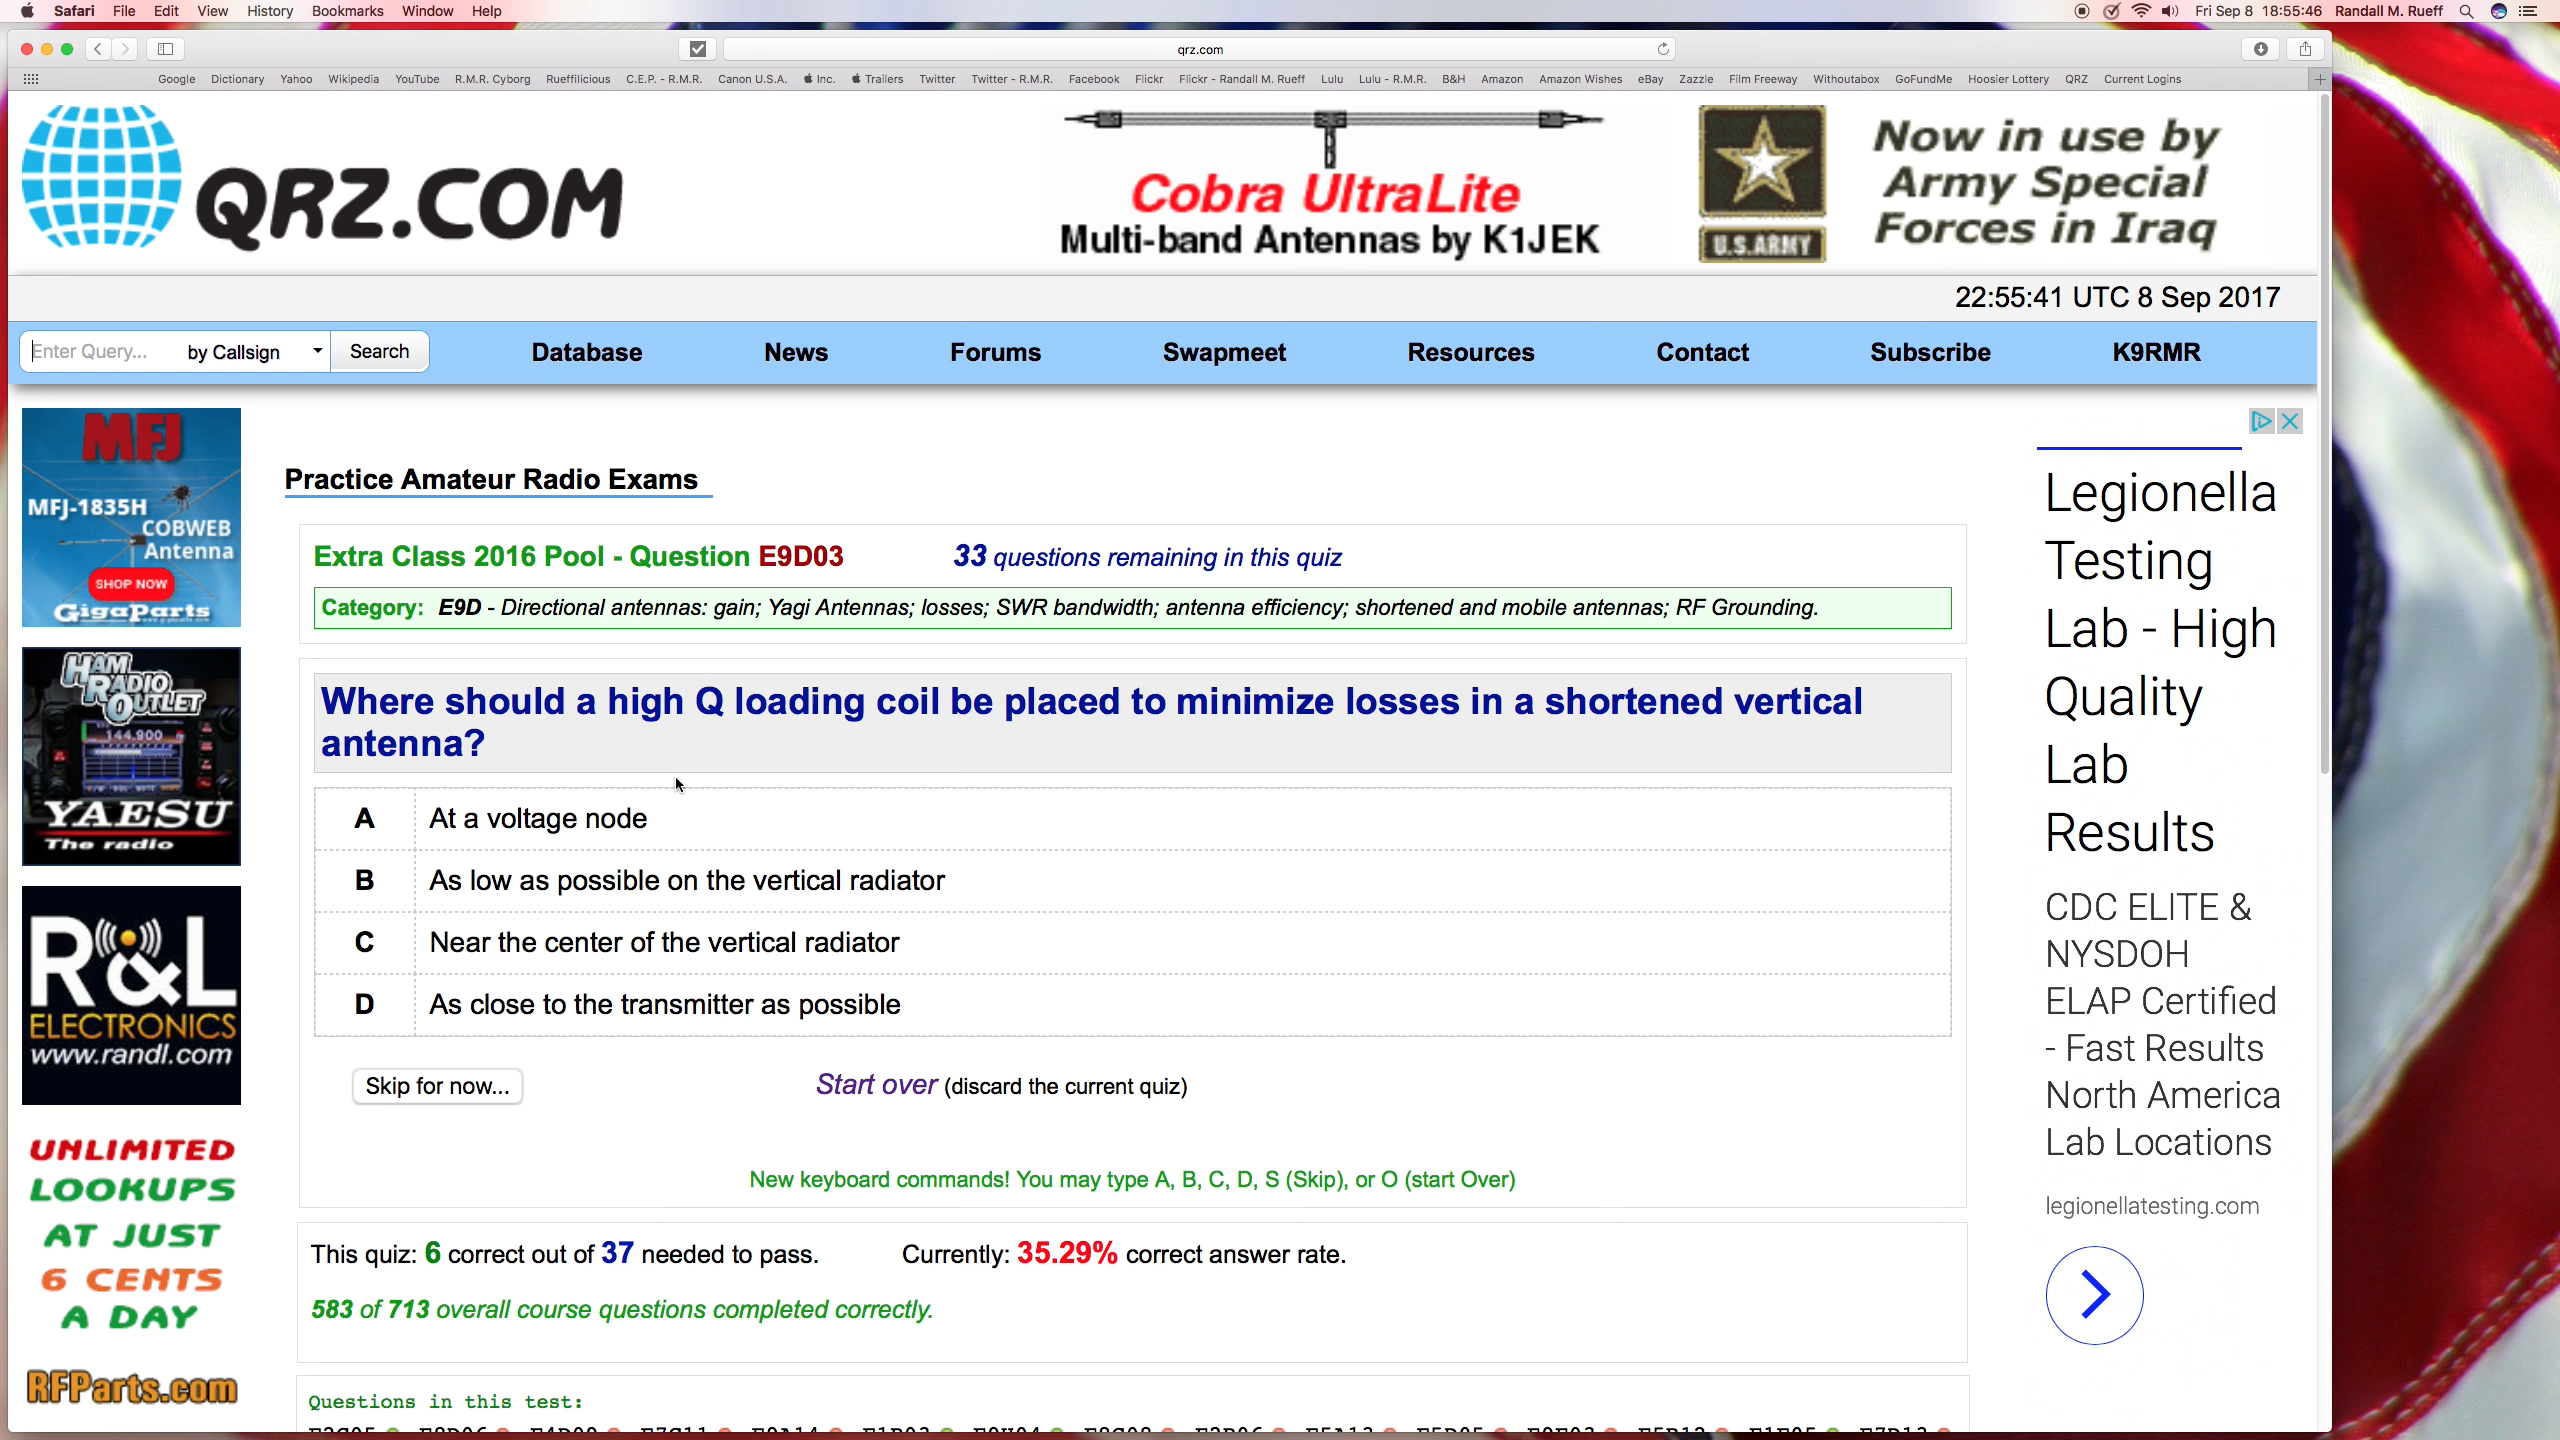 Safari File Edit View History Bookmarks Window Help
Fri Sep 8 18:55:46 Randall M. Rueff
qrz.com
Google Dictionary Yahoo Wikipedia YouTube R.M.R. Cyborg Rueffilicious C.E.P. - R.M.R. Canon U.S.A. Inc. Trailers Twitter Twitter - R.M.R. Facebook Flickr Flickr - Randall M. Rueff Lulu Lulu - R.M.R. B&H Amazon Amazon Wishes eBay Zazzle Film Freeway Withoutabox GoFundMe Hoosier Lottery QRZ Current Logins
QRZ.COM
Cobra UltraLite
Multi-band Antennas by K1JEK
U.S.ARMY
Now in use by
Army Special
Forces in Iraq
22:55:41 UTC 8 Sep 2017
Enter Query... by Callsign Search Database News Forums Swapmeet Resources Contact Subscribe K9RMR
MFJ
MFJ-1835H
COBWEB
Antenna
SHOP NOW
GigaParts
HAM
RADIO
OUTLET
144.900
YAESU
The radio
R&L
ELECTRONICS
www.randl.com
UNLIMITED
LOOKUPS
AT JUST
6 CENTS
A DAY
RFParts.com
Practice Amateur Radio Exams
Extra Class 2016 Pool - Question E9D03 33 questions remaining in this quiz
Category: E9D - Directional antennas: gain; Yagi Antennas; losses; SWR bandwidth; antenna efficiency; shortened and mobile antennas; RF Grounding.
Where should a high Q loading coil be placed to minimize losses in a shortened vertical
antenna?
A At a voltage node
B As low as possible on the vertical radiator
C Near the center of the vertical radiator
D As close to the transmitter as possible
Skip for now... Start over (discard the current quiz)
New keyboard commands! You may type A, B, C, D, S (Skip), or O (start Over)
This quiz: 6 correct out of 37 needed to pass. Currently: 35.29% correct answer rate.
583 of 713 overall course questions completed correctly.
Questions in this test:
Legionella
Testing
Lab - High
Quality
Lab
Results
CDC ELITE &
NYSDOH
ELAP Certified
- Fast Results
North America
Lab Locations
legionellatesting.com